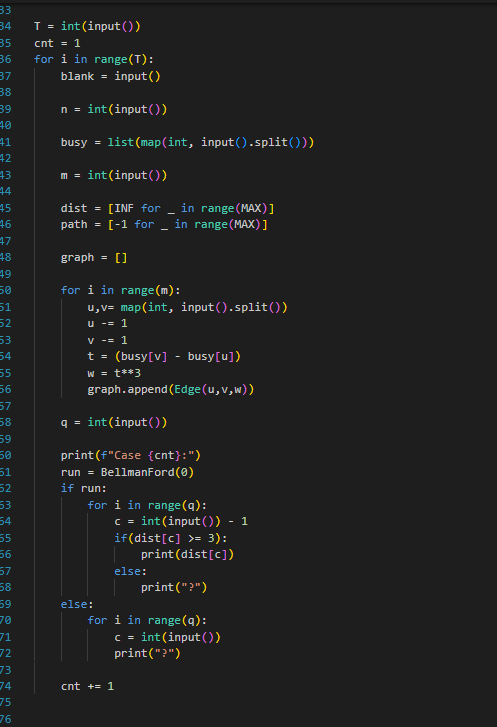 33
34 T = int(input())
35 cnt = 1
36 for i in range(T):
37     blank = input()
38
39     n = int(input())
40
41     busy = list(map(int, input().split()))
42
43     m = int(input())
44
45     dist = [INF for _ in range(MAX)]
46     path = [-1 for _ in range(MAX)]
47
48     graph = []
49
50     for i in range(m):
51         u,v= map(int, input().split())
52         u -= 1
53         v -= 1
54         t = (busy[v] - busy[u])
55         w = t**3
56         graph.append(Edge(u,v,w))
57
58     q = int(input())
59
60     print(f"Case {cnt}:")
61     run = BellmanFord(0)
62     if run:
63         for i in range(q):
64             c = int(input()) - 1
65             if(dist[c] >= 3):
66                 print(dist[c])
67             else:
68                 print("?")
69     else:
70         for i in range(q):
71             c = int(input())
72             print("?")
73
74     cnt += 1
75
76